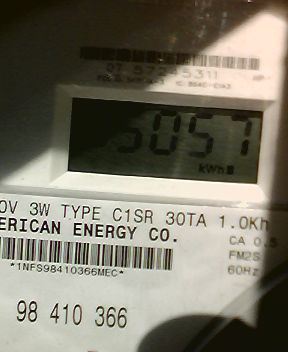 5057
kWh
0V 3W TYPE C1SR 30TA 1.0Kh
ERICAN ENERGY CO.
CA 0.5
*1NFS98410366MEC*
FM2S
60Hz
98 410 366